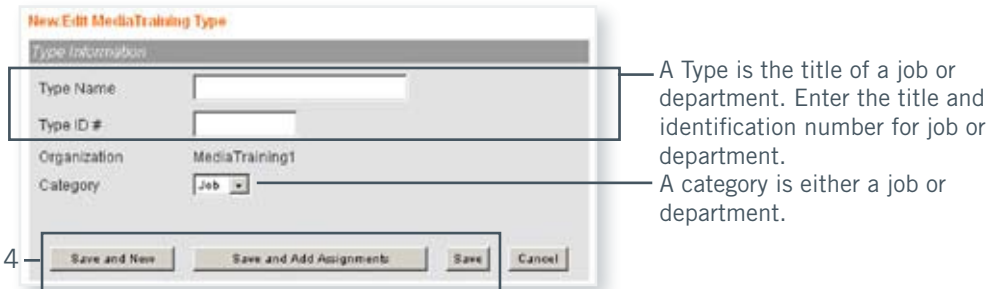 New/Edit MediaTraining Type
Type Information
Type Name
Type ID #
Organization MediaTraining1
Category Job
4
Save and New Save and Add Assignments Save Cancel
A Type is the title of a job or
department. Enter the title and
identification number for job or
department.
A category is either a job or
department.